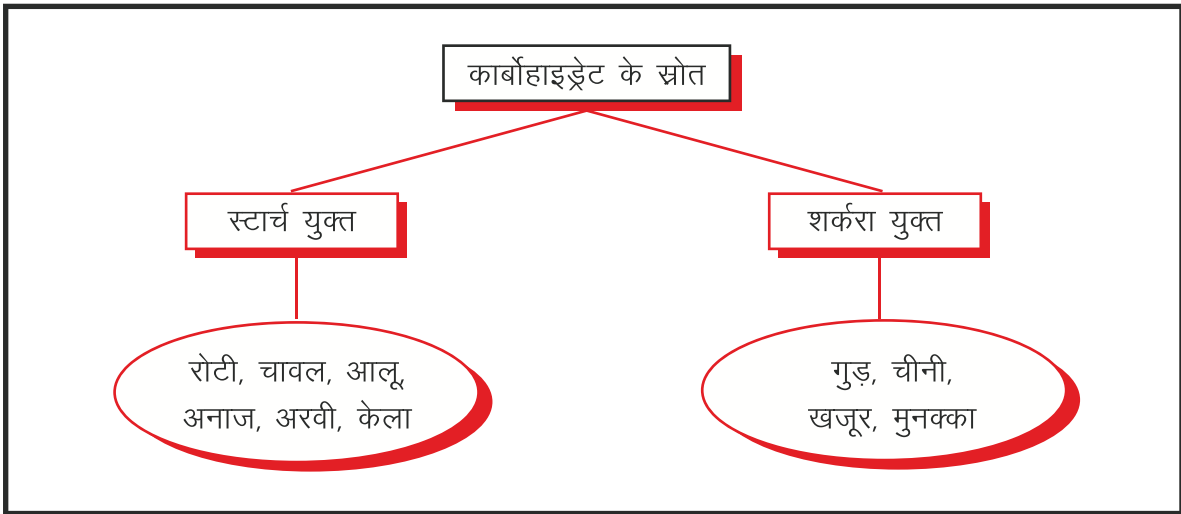 कार्बोहाइड्रेट के स्रोत
स्टार्च युक्त
शर्करा युक्त
रोटी, चावल, आलू,
अनाज, अरवी, केला
गुड़, चीनी,
खजूर, मुनक्का